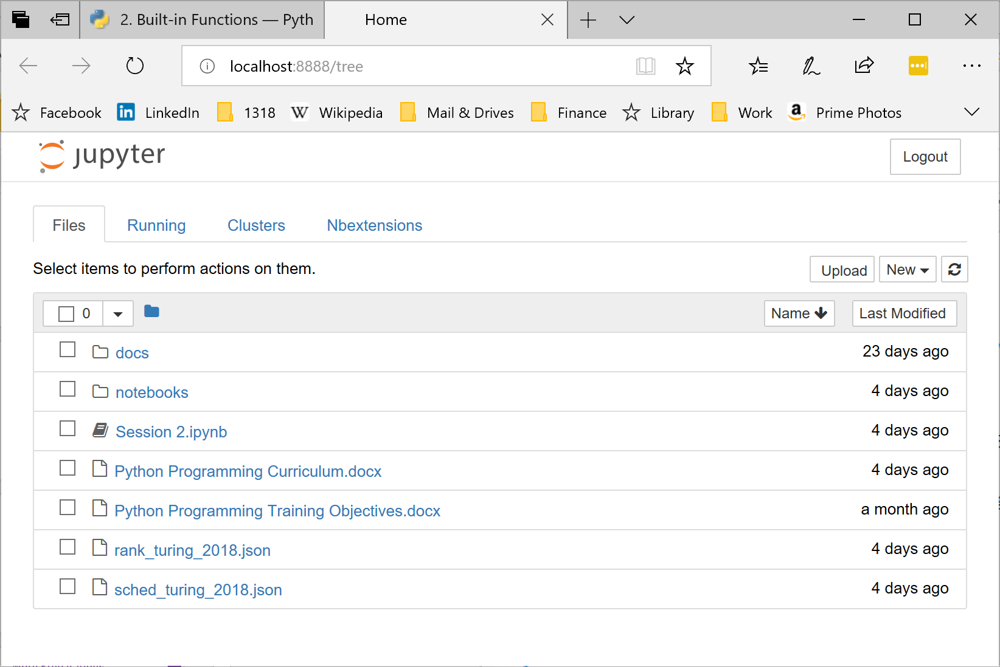 2. Built-in Functions — Pyth
Home
localhost:8888/tree
Facebook LinkedIn 1318 Wikipedia Mail & Drives Finance Library Work Prime Photos
jupyter
Logout
Files Running Clusters Nbextensions
Select items to perform actions on them.
Upload New
0 Name Last Modified
docs 23 days ago
notebooks 4 days ago
Session 2.ipynb 4 days ago
Python Programming Curriculum.docx 4 days ago
Python Programming Training Objectives.docx a month ago
rank_turing_2018.json 4 days ago
sched_turing_2018.json 4 days ago